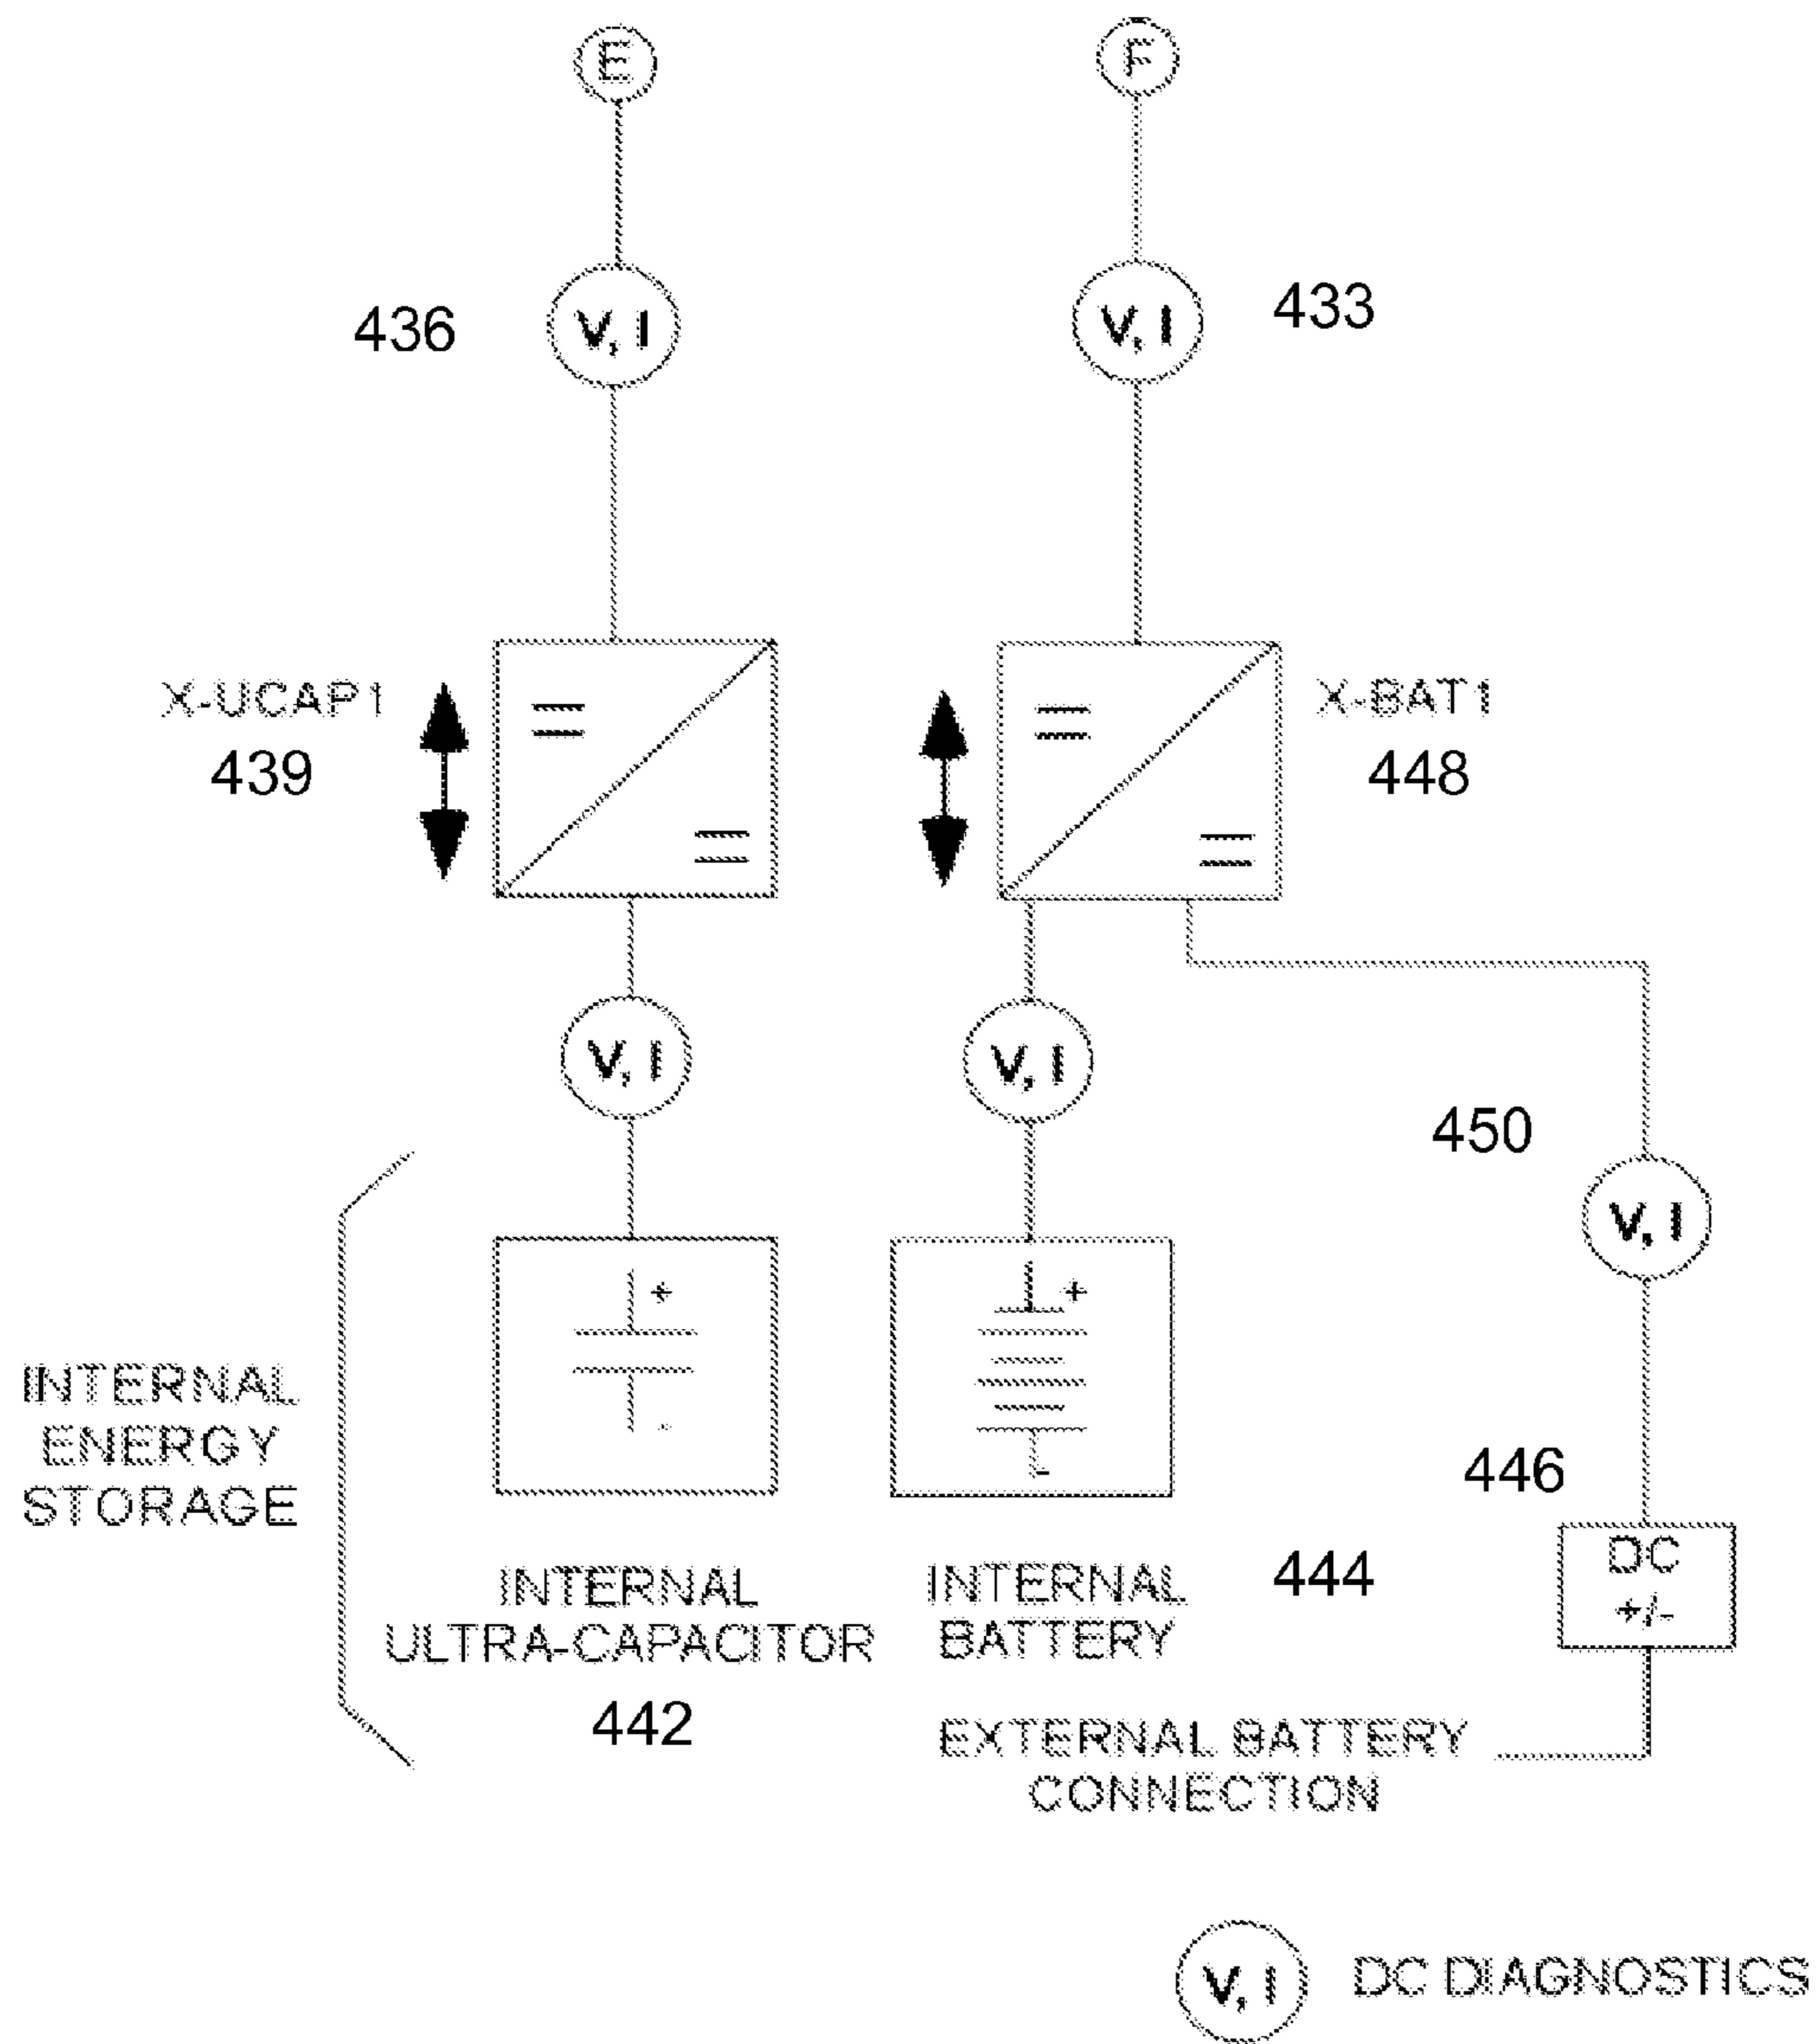 E
F
436
V, I
V, I
433
X-UCAP1
439
X-BAT1
448
V, I
V, I
450
V, I
+
-
+
-
INTERNAL
ENERGY
STORAGE
446
DC
+/-
INTERNAL
ULTRA-CAPACITOR
442
INTERNAL
BATTERY
444
EXTERNAL BATTERY
CONNECTION
V, I
DC DIAGNOSTICS